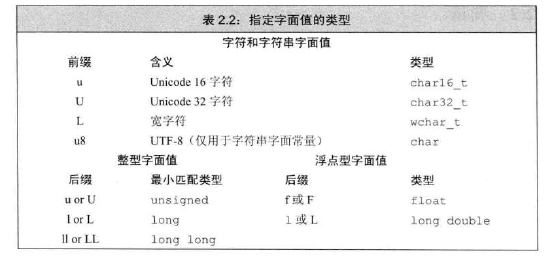 表 2.2：指定字面值的类型
字符和字符串字面值
前缀 含义 类型
u Unicode 16 字符 char16_t
U Unicode 32 字符 char32_t
L 宽字符 wchar_t
u8 UTF-8（仅用于字符串字面常量） char
整型字面值 浮点型字面值
后缀 最小匹配类型 后缀 类型
u or U unsigned f 或 F float
l or L long l 或 L long double
ll or LL long long